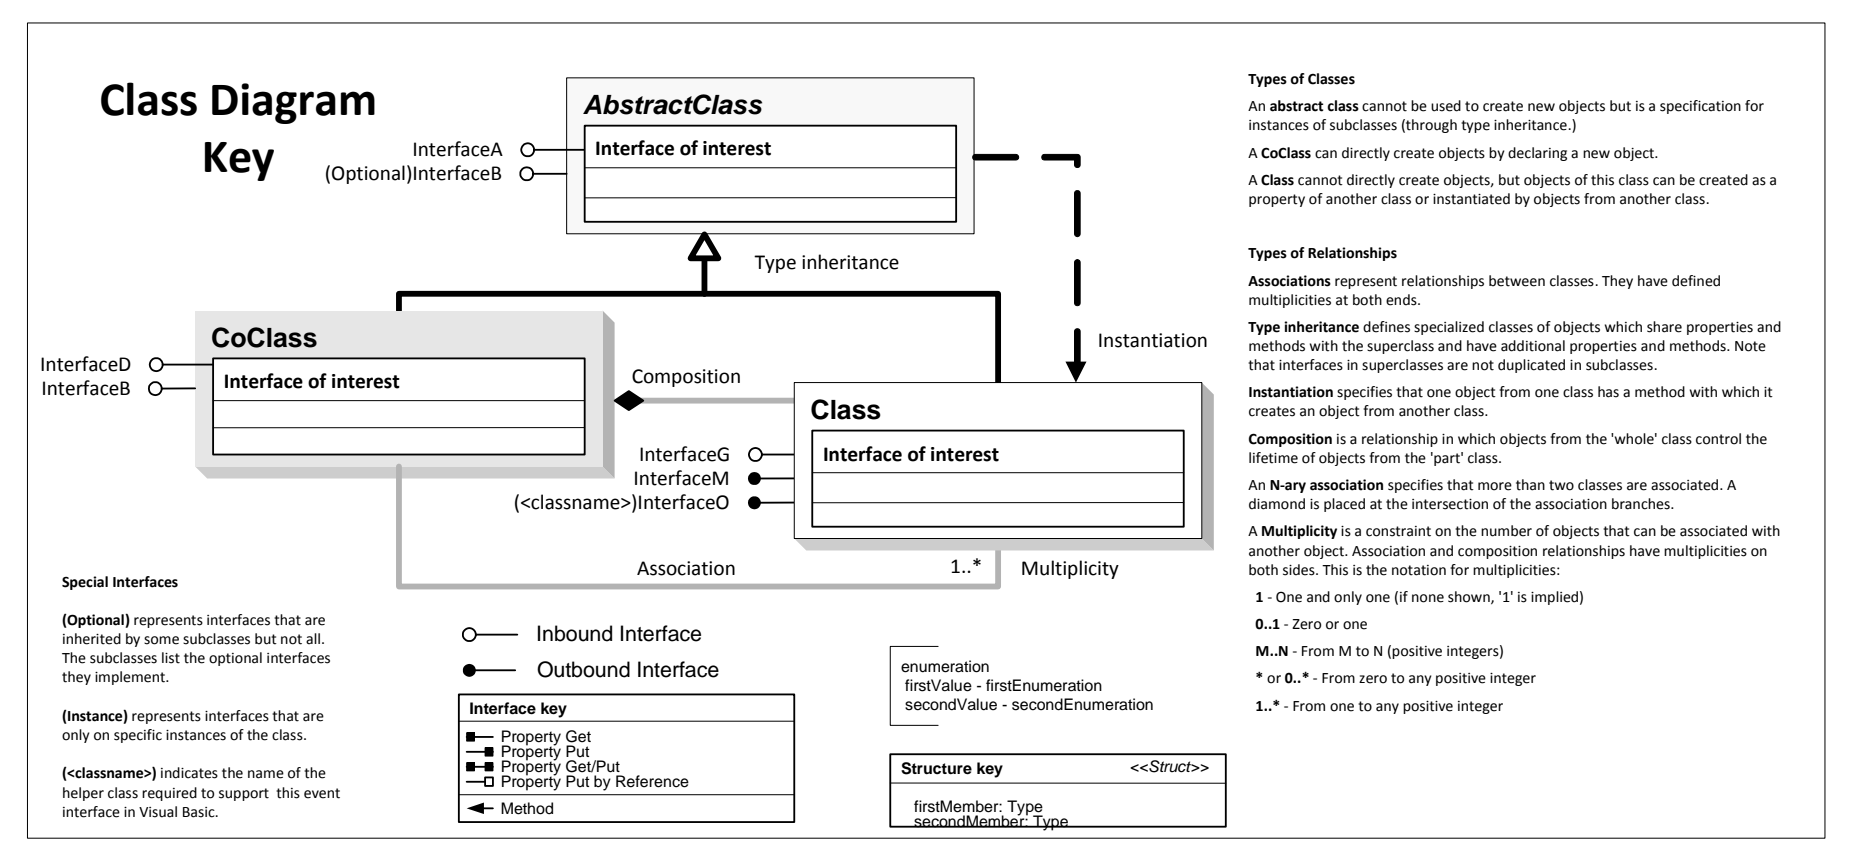 Class Diagram
Key
AbstractClass
Interface of interest
InterfaceA
(Optional)InterfaceB
Type inheritance
CoClass
Interface of interest
InterfaceD
InterfaceB
Composition
Instantiation
Class
Interface of interest
InterfaceG
InterfaceM
(<classname>)InterfaceO
Association
1..*
Multiplicity
Special Interfaces
(Optional) represents interfaces that are
inherited by some subclasses but not all.
The subclasses list the optional interfaces
they implement.
(Instance) represents interfaces that are
only on specific instances of the class.
(<classname>) indicates the name of the
helper class required to support this event
interface in Visual Basic.
Inbound Interface
Outbound Interface
Interface key
Property Get
Property Put
Property Get/Put
Property Put by Reference
Method
enumeration
firstValue - firstEnumeration
secondValue - secondEnumeration
Structure key <<Struct>>
firstMember: Type
secondMember: Type
Types of Classes
An abstract class cannot be used to create new objects but is a specification for
instances of subclasses (through type inheritance.)
A CoClass can directly create objects by declaring a new object.
A Class cannot directly create objects, but objects of this class can be created as a
property of another class or instantiated by objects from another class.
Types of Relationships
Associations represent relationships between classes. They have defined
multiplicities at both ends.
Type inheritance defines specialized classes of objects which share properties and
methods with the superclass and have additional properties and methods. Note
that interfaces in superclasses are not duplicated in subclasses.
Instantiation specifies that one object from one class has a method with which it
creates an object from another class.
Composition is a relationship in which objects from the 'whole' class control the
lifetime of objects from the 'part' class.
An N-ary association specifies that more than two classes are associated. A
diamond is placed at the intersection of the association branches.
A Multiplicity is a constraint on the number of objects that can be associated with
another object. Association and composition relationships have multiplicities on
both sides. This is the notation for multiplicities:
1 - One and only one (if none shown, '1' is implied)
0..1 - Zero or one
M..N - From M to N (positive integers)
* or 0..* - From zero to any positive integer
1..* - From one to any positive integer